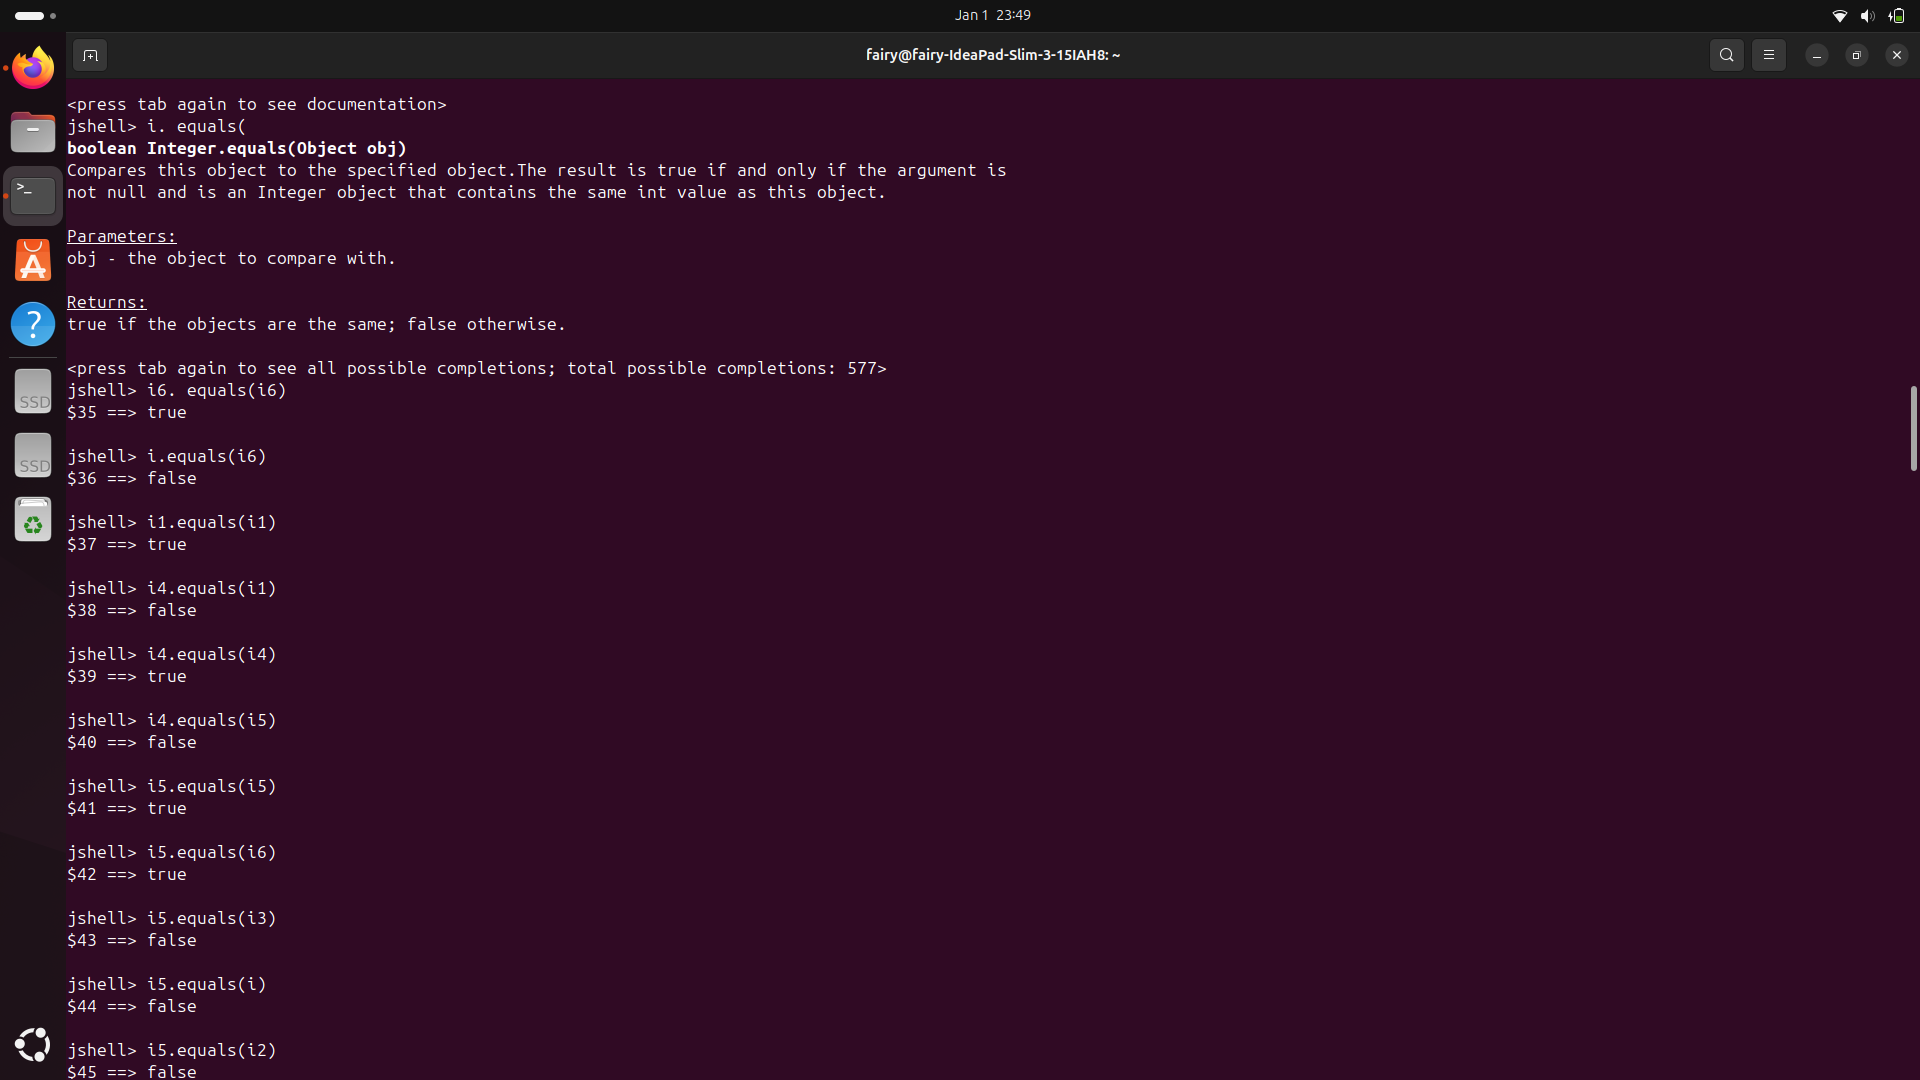 Jan 1 23:49
fairy@fairy-IdeaPad-Slim-3-15IAH8: ~
<press tab again to see documentation>
jshell> i. equals(
boolean Integer.equals(Object obj)
Compares this object to the specified object.The result is true if and only if the argument is
not null and is an Integer object that contains the same int value as this object.
Parameters:
obj - the object to compare with.
Returns:
true if the objects are the same; false otherwise.
<press tab again to see all possible completions; total possible completions: 577>
jshell> i6. equals(i6)
$35 ==> true
jshell> i.equals(i6)
$36 ==> false
jshell> i1.equals(i1)
$37 ==> true
jshell> i4.equals(i1)
$38 ==> false
jshell> i4.equals(i4)
$39 ==> true
jshell> i4.equals(i5)
$40 ==> false
jshell> i5.equals(i5)
$41 ==> true
jshell> i5.equals(i6)
$42 ==> true
jshell> i5.equals(i3)
$43 ==> false
jshell> i5.equals(i)
$44 ==> false
jshell> i5.equals(i2)
$45 ==> false
>_
A
?
SSD
SSD